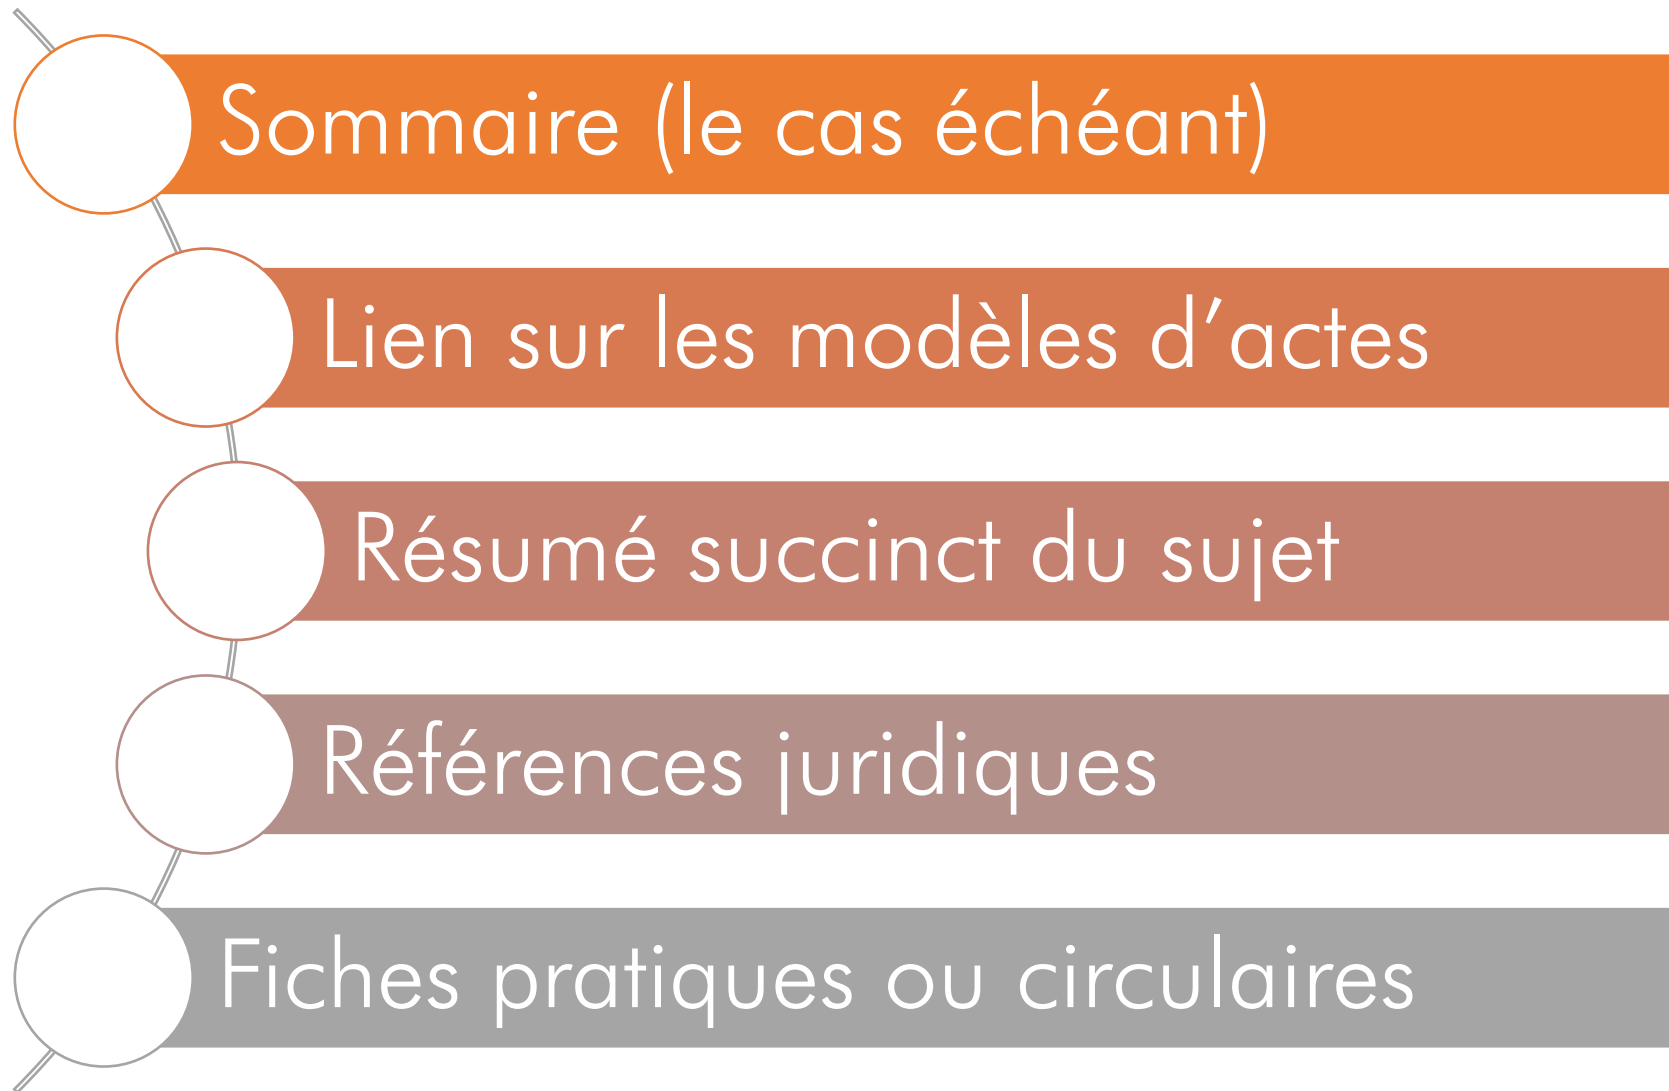 Sommaire (le cas échéant)
Lien sur les modèles d’actes
Résumé succinct du sujet
Références juridiques
Fiches pratiques ou circulaires